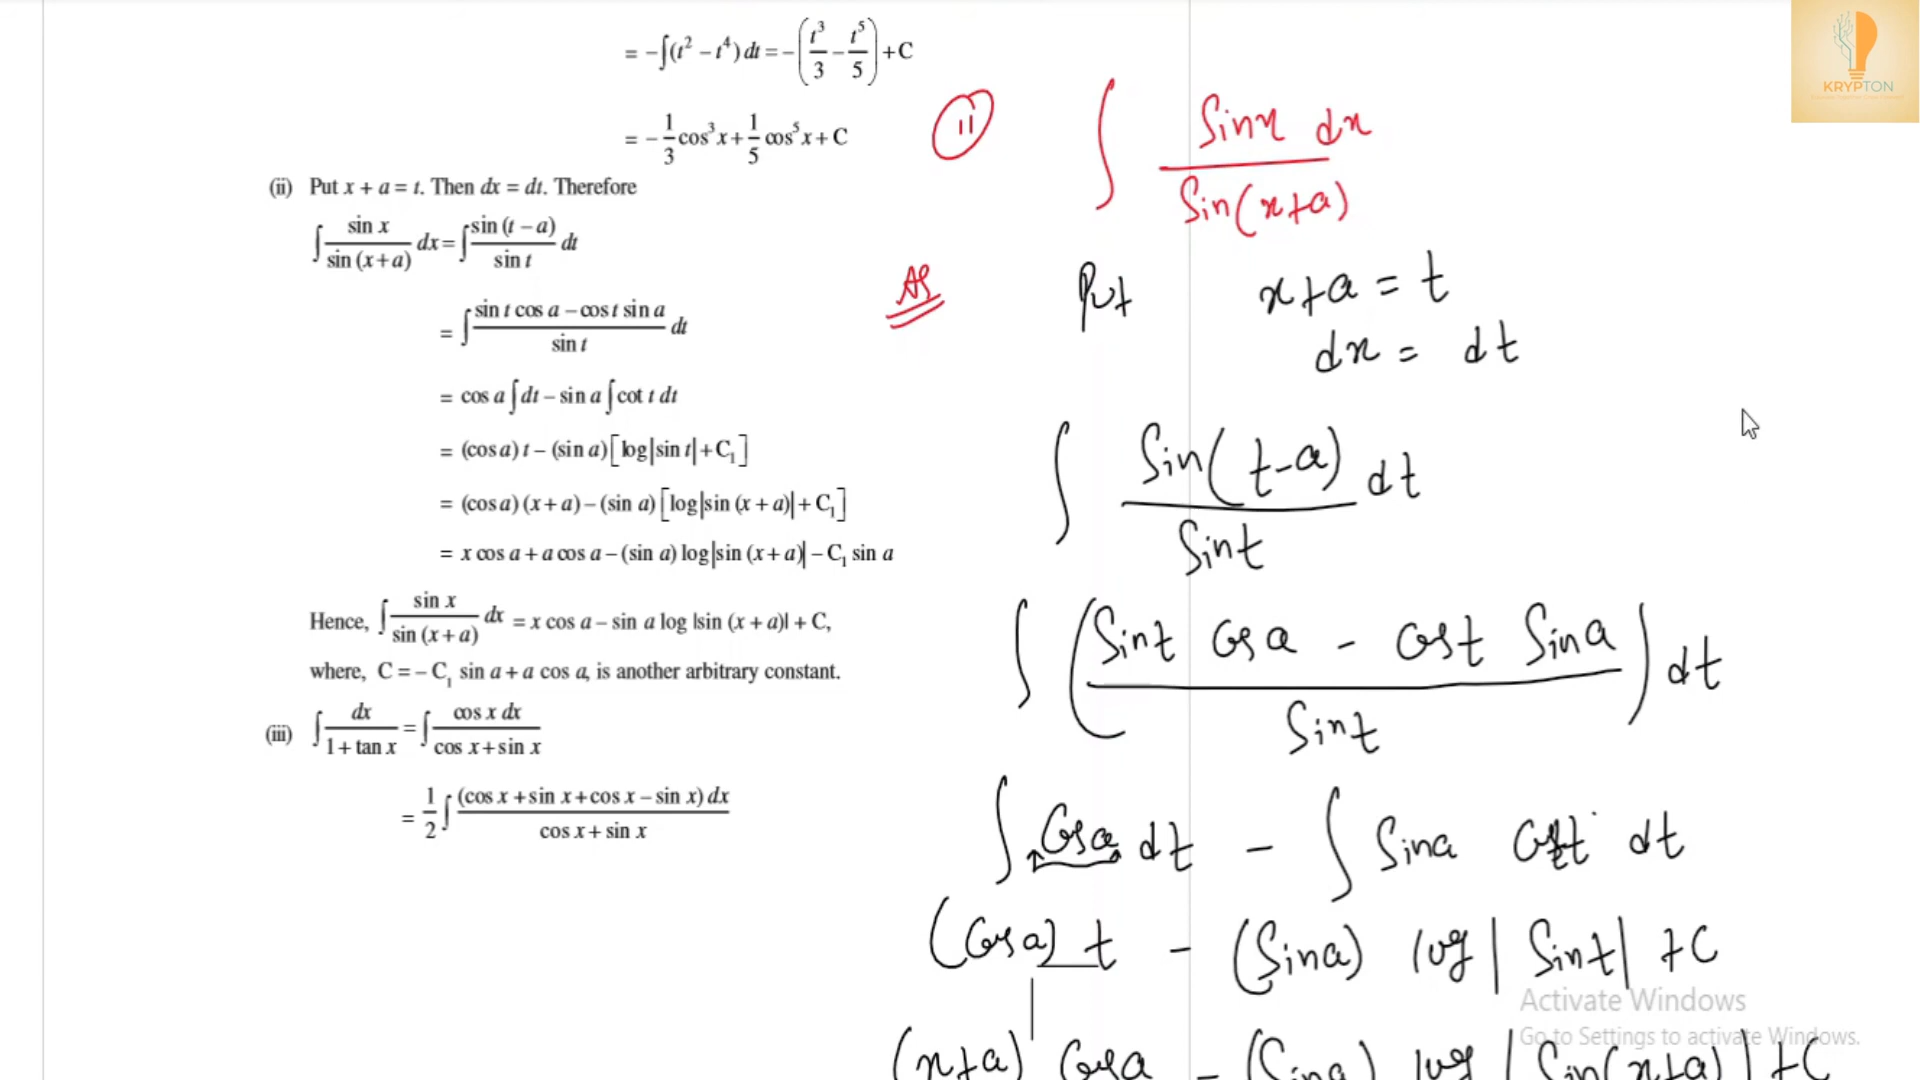 = −∫(t² − t⁴) dt = −(t³/3 − t⁵/5) + C
= −1/3 cos³x + 1/5 cos⁵x + C
(ii) Put x + a = t. Then dx = dt. Therefore
∫ sin x / sin (x + a) dx = ∫ sin (t − a) / sin t dt
= ∫ (sin t cos a − cos t sin a) / sin t dt
= cos a ∫dt − sin a ∫cot t dt
= (cos a) t − (sin a) [log |sin t| + C₁]
= (cos a) (x + a) − (sin a) [log |sin (x + a)| + C₁]
= x cos a + a cos a − (sin a) log |sin (x + a)| − C₁ sin a
Hence, ∫ sin x / sin (x + a) dx = x cos a − sin a log |sin (x + a)| + C,
where, C = − C₁ sin a + a cos a, is another arbitrary constant.
(iii) ∫ dx / (1 + tan x) = ∫ cos x dx / (cos x + sin x)
= 1/2 ∫ (cos x + sin x + cos x − sin x) dx / (cos x + sin x)
KRYPTON
(ii) ∫ Sinx dx / Sin(x+a)
Put x+a = t
dx = dt
∫ Sin(t-a) / Sint dt
∫ (Sint Cosa - Cost Sina / Sint) dt
∫ Cosa dt - ∫ Sina Cott dt
(Cosa) t - (Sina) log | Sint| +C
(x+a) Cosa - (Sina) log | Sin(x+a) | +C
Activate Windows
Go to Settings to activate Windows.